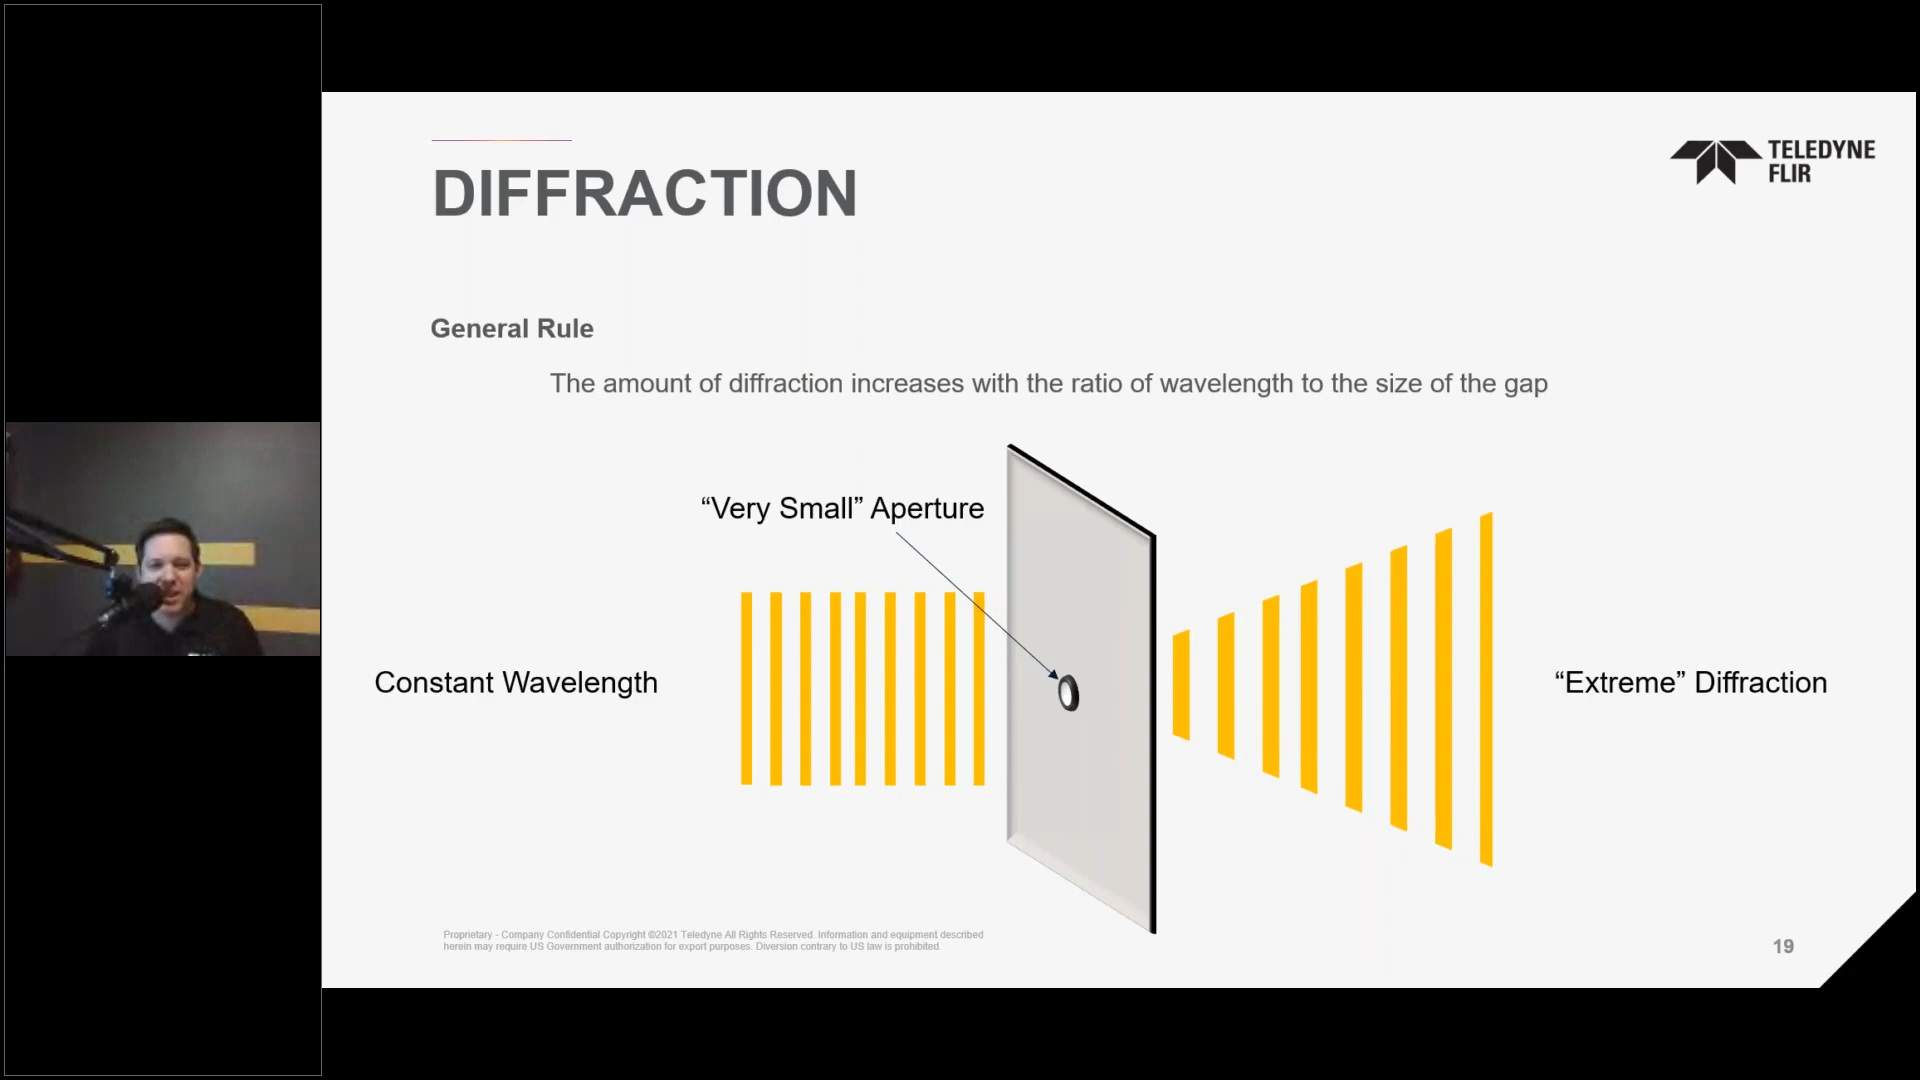 TELEDYNE
FLIR
DIFFRACTION
General Rule
The amount of diffraction increases with the ratio of wavelength to the size of the gap
“Very Small” Aperture
Constant Wavelength
“Extreme” Diffraction
Proprietary - Company Confidential Copyright ©2021 Teledyne All Rights Reserved. Information and equipment described
herein may require US Government authorization for export purposes. Diversion contrary to US law is prohibited.
19